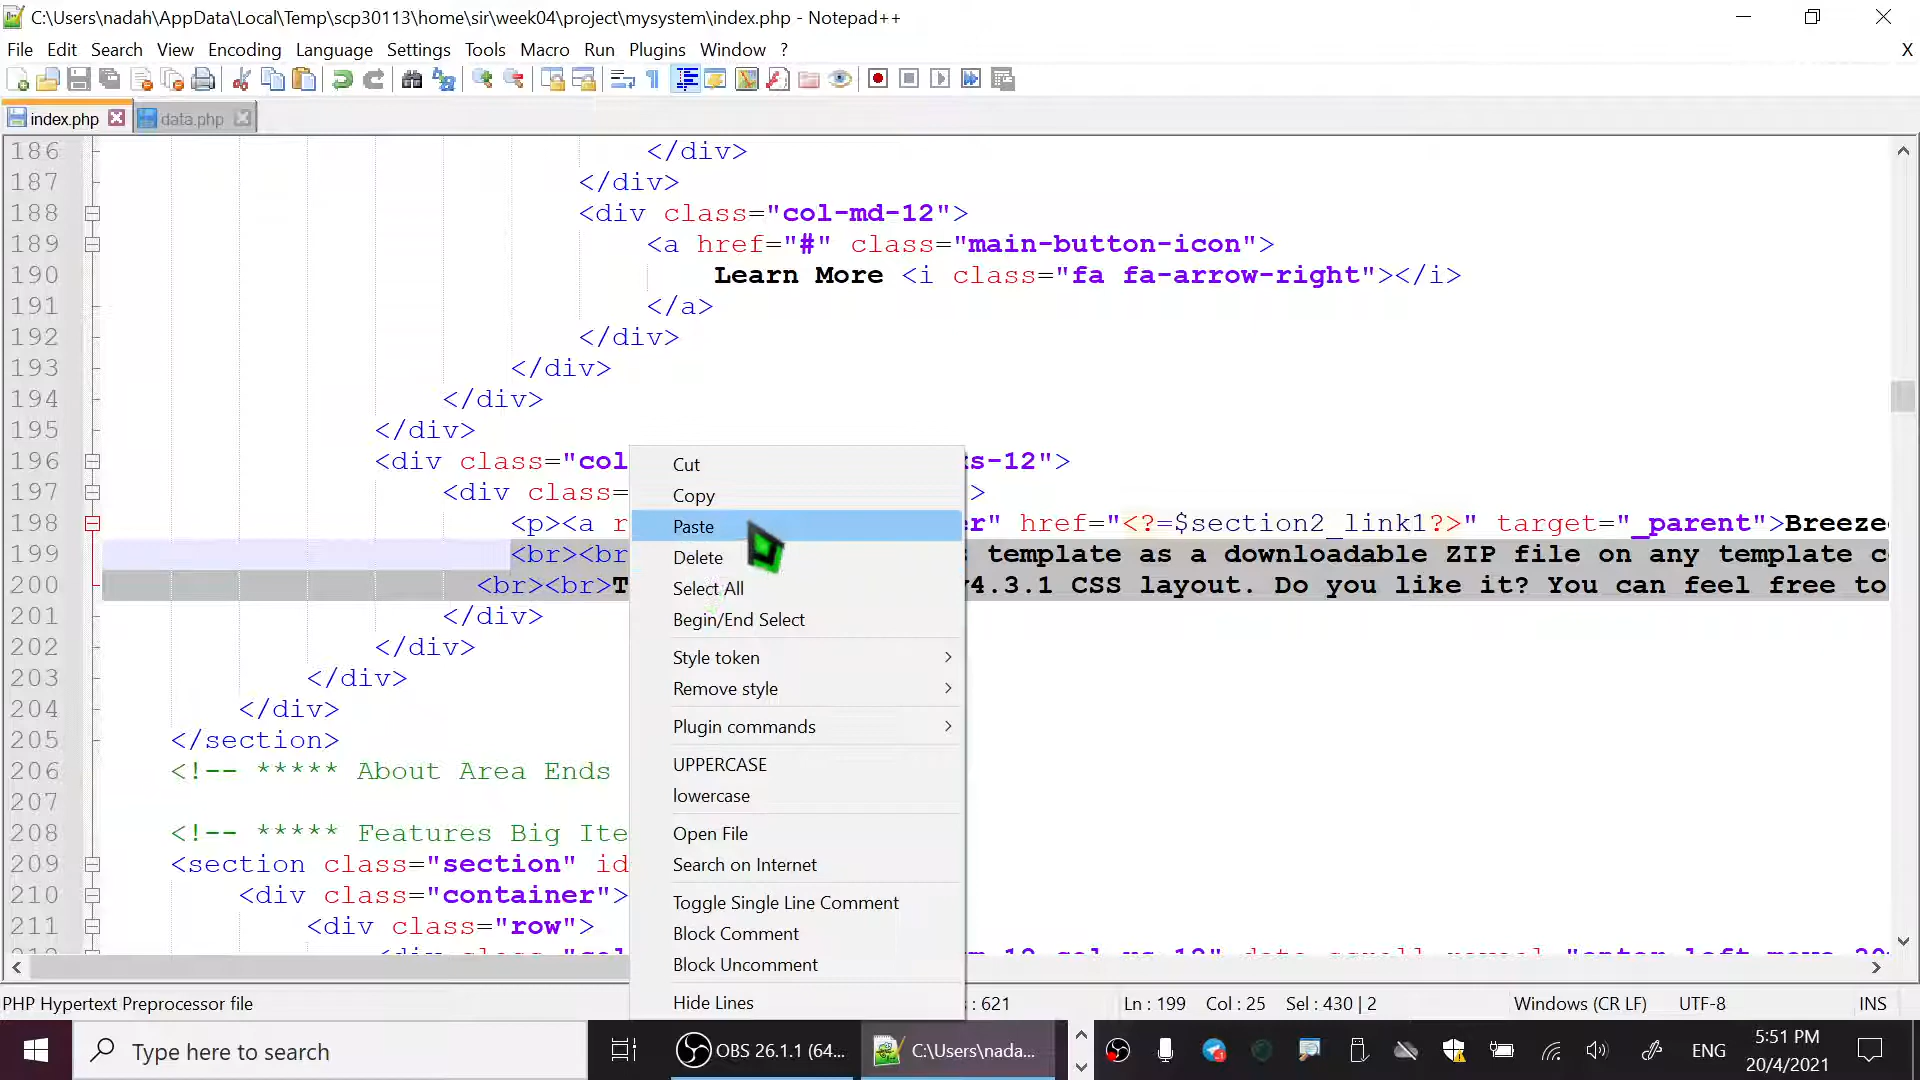 C:\Users\nadah\AppData\Local\Temp\scp30113\home\sir\week04\project\mysystem\index.php - Notepad++
File Edit Search View Encoding Language Settings Tools Macro Run Plugins Window ? X
index.php data.php
186 </div>
187 </div>
188 <div class="col-md-12">
189 <a href="#" class="main-button-icon">
190 Learn More <i class="fa fa-arrow-right"></i>
191 </a>
192 </div>
193 </div>
194 </div>
195 </div>
196 <div class="col s-12">
197 <div class= >
198 <p><a r er" href="<?=$section2_link1?>" target="_parent">Breeze
199 <br><br template as a downloadable ZIP file on any template c
200 <br><br>T 4.3.1 CSS layout. Do you like it? You can feel free to
201 </div>
202 </div>
203 </div>
204 </div>
205 </section>
206 <!-- ***** About Area Ends
207
208 <!-- ***** Features Big Ite
209 <section class="section" id
210 <div class="container">
211 <div class="row">
Cut
Copy
Paste
Delete
Select All
Begin/End Select
Style token
Remove style
Plugin commands
UPPERCASE
lowercase
Open File
Search on Internet
Toggle Single Line Comment
Block Comment
Block Uncomment
Hide Lines
PHP Hypertext Preprocessor file : 621 Ln : 199 Col : 25 Sel : 430 | 2 Windows (CR LF) UTF-8 INS
Type here to search OBS 26.1.1 (64... C:\Users\nada... ENG 5:51 PM
20/4/2021